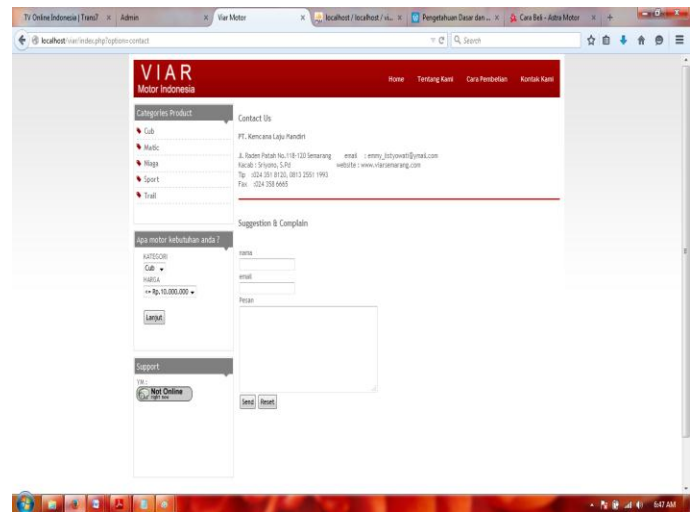 TV Online Indonesia | Trans7
Admin
Viar Motor
localhost / localhost / vi...
Pengetahuan Dasar dan ...
Cara Beli - Astra Motor
localhost/viar/index.php?option=contact
Search
VIAR
Motor Indonesia
Home Tentang Kami Cara Pembelian Kontak Kami
Categories Product
Cub
Matic
Niaga
Sport
Trail
Apa motor kebutuhan anda ?
KATEGORI
Cub
HARGA
<= Rp.10.000.000
Lanjut
Support
YM :
Not Online
right now
Contact Us
PT. Kencana Laju Mandiri
Jl. Raden Patah No.118-120 Semarang email : emmy_listyowati@ymail.com
Kacab : Sriyono, S.Pd website : www.viarsemarang.com
Tlp :024 351 8120, 0813 2551 1993
Fax :024 358 6665
Suggestion & Complain
nama
email
Pesan
Send Reset
6:47 AM